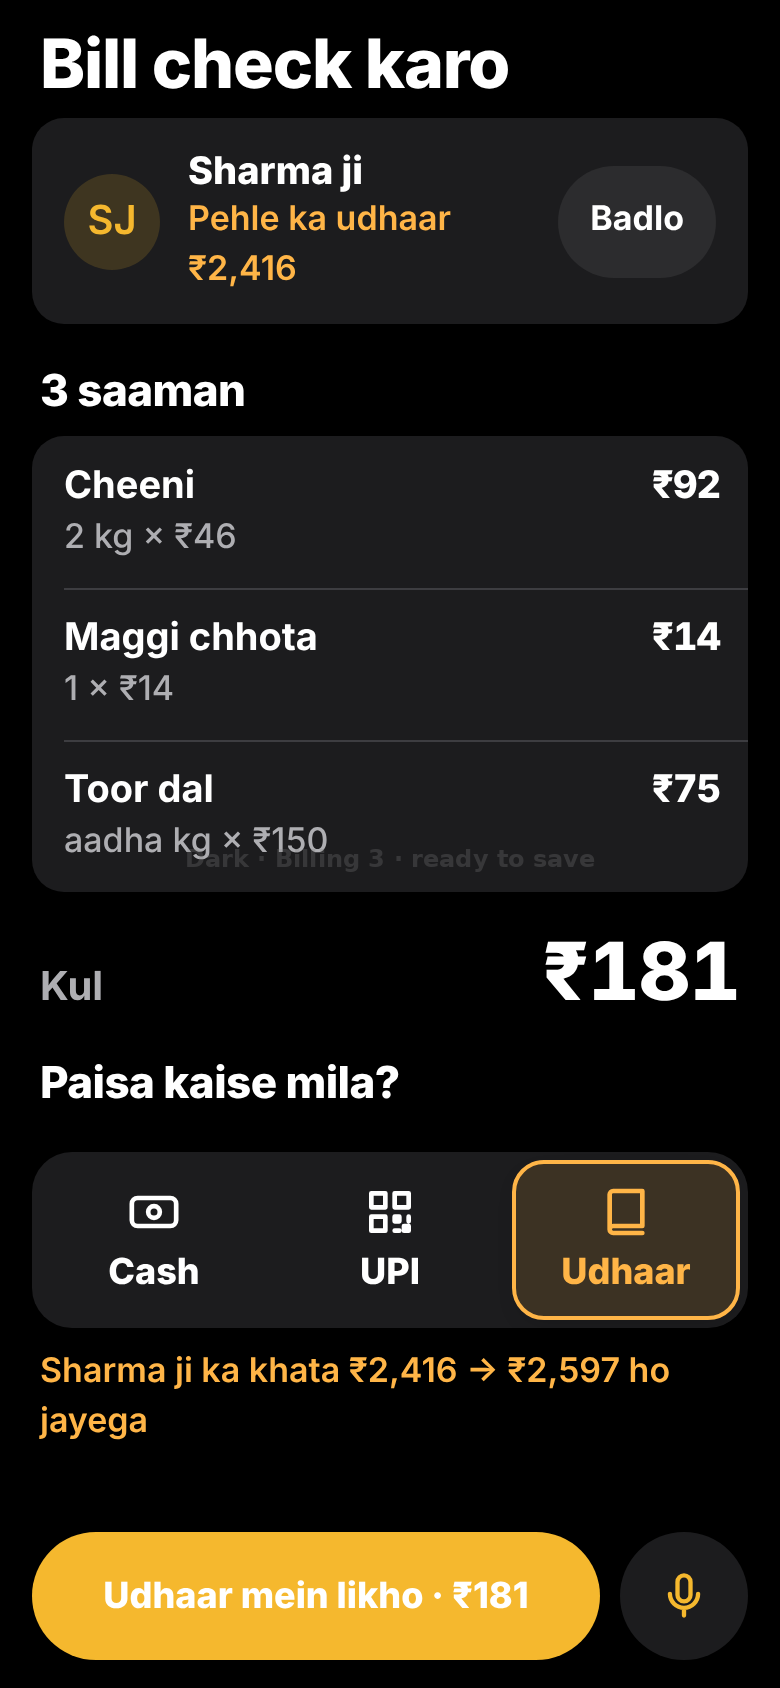 Bill check karo
SJ
Sharma ji
Pehle ka udhaar
₹2,416
Badlo
3 saaman
Cheeni
₹92
2 kg × ₹46
Maggi chhota
₹14
1 × ₹14
Toor dal
₹75
aadha kg × ₹150
Dark · Billing 3 · ready to save
Kul
₹181
Paisa kaise mila?
Cash
UPI
Udhaar
Sharma ji ka khata ₹2,416 → ₹2,597 ho
jayega
Udhaar mein likho · ₹181